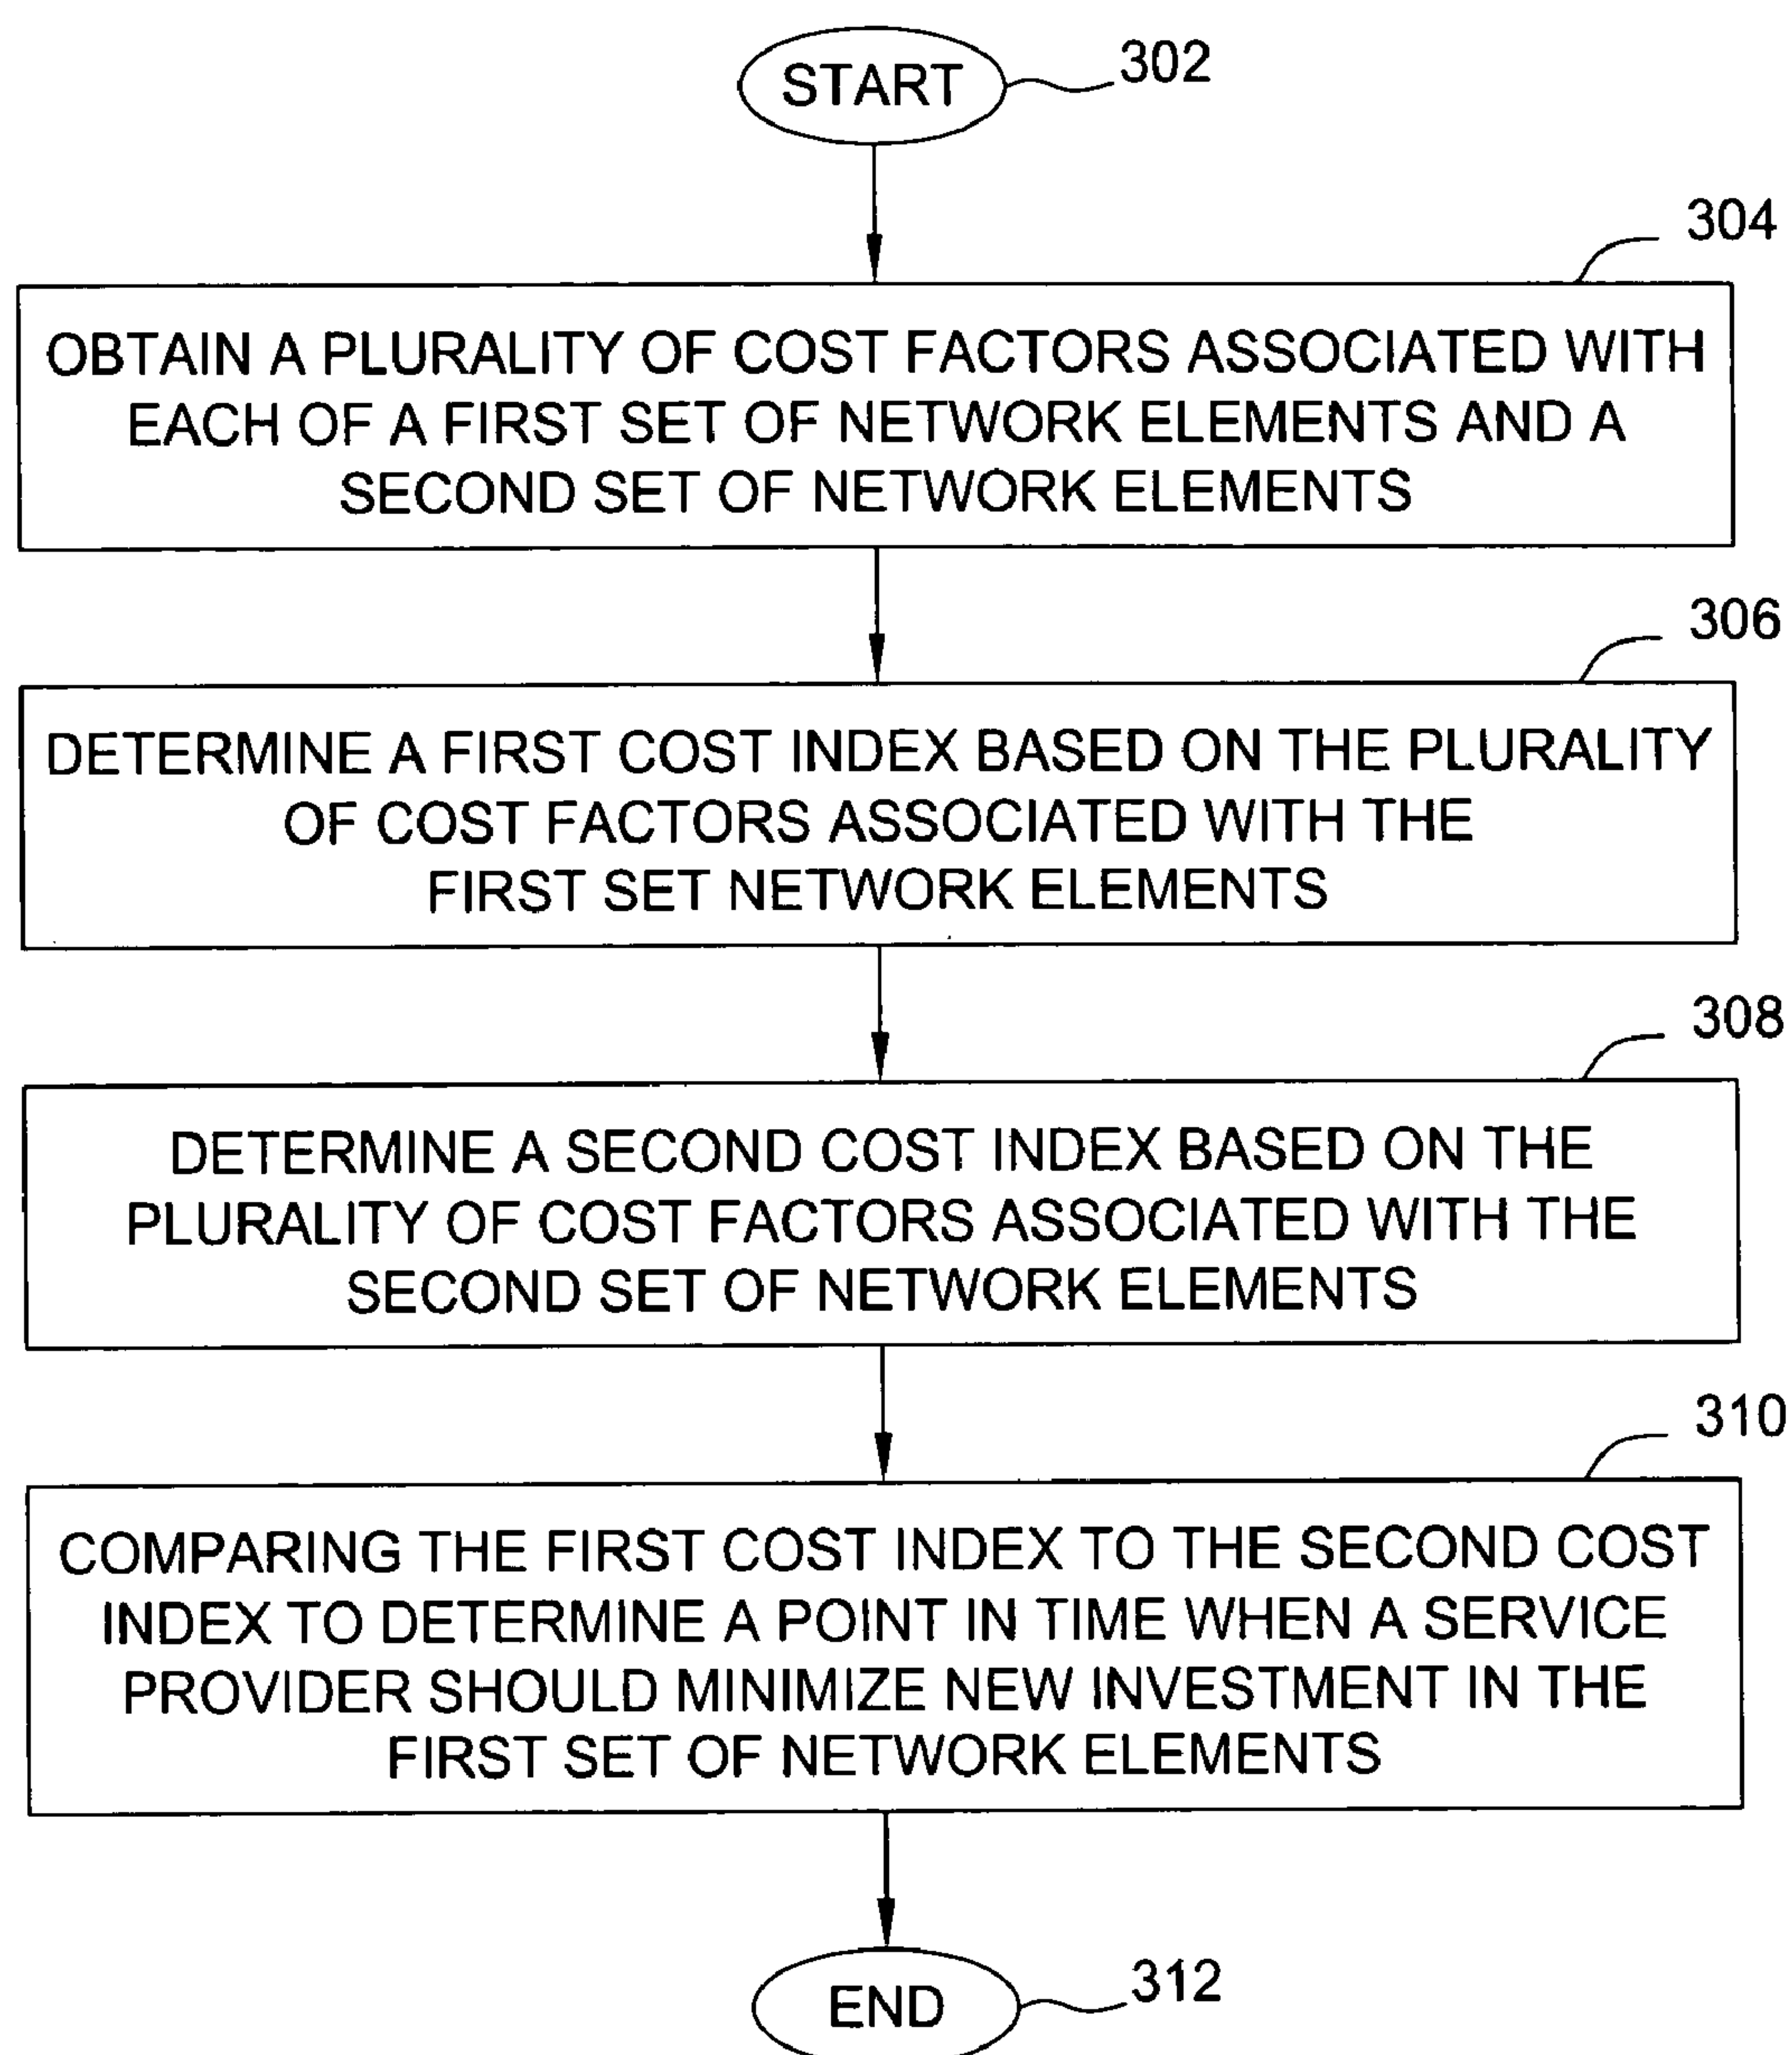 START
302
304
OBTAIN A PLURALITY OF COST FACTORS ASSOCIATED WITH
EACH OF A FIRST SET OF NETWORK ELEMENTS AND A
SECOND SET OF NETWORK ELEMENTS
306
DETERMINE A FIRST COST INDEX BASED ON THE PLURALITY
OF COST FACTORS ASSOCIATED WITH THE
FIRST SET NETWORK ELEMENTS
308
DETERMINE A SECOND COST INDEX BASED ON THE
PLURALITY OF COST FACTORS ASSOCIATED WITH THE
SECOND SET OF NETWORK ELEMENTS
310
COMPARING THE FIRST COST INDEX TO THE SECOND COST
INDEX TO DETERMINE A POINT IN TIME WHEN A SERVICE
PROVIDER SHOULD MINIMIZE NEW INVESTMENT IN THE
FIRST SET OF NETWORK ELEMENTS
END
312